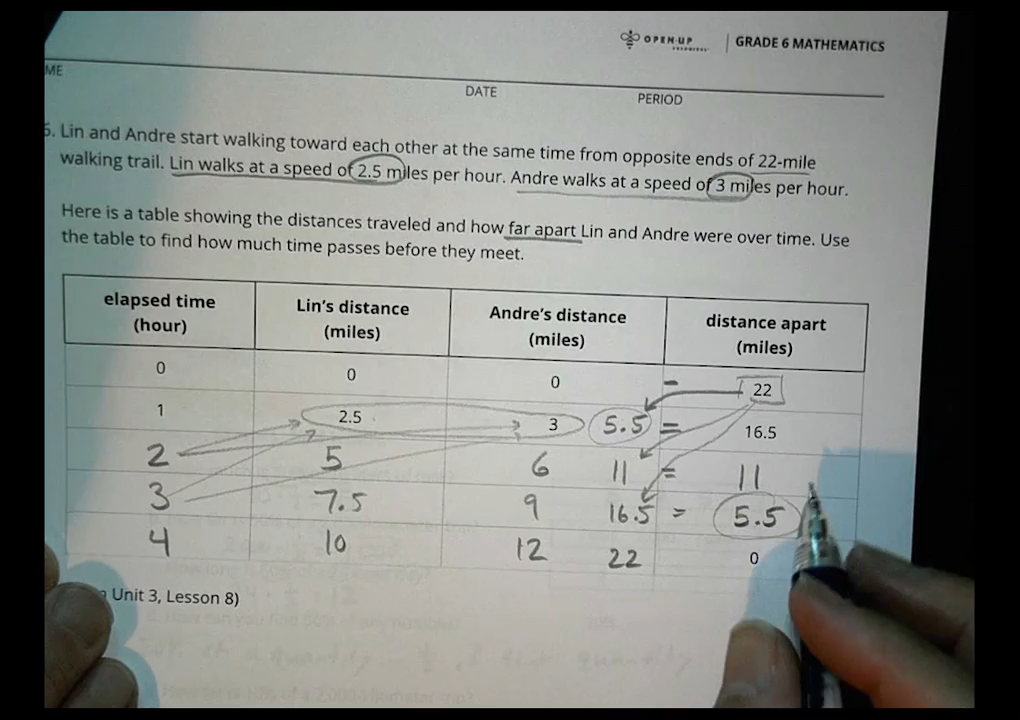 OPEN-UP RESOURCES | GRADE 6 MATHEMATICS
ME DATE PERIOD
6. Lin and Andre start walking toward each other at the same time from opposite ends of 22-mile
walking trail. Lin walks at a speed of 2.5 miles per hour. Andre walks at a speed of 3 miles per hour.
Here is a table showing the distances traveled and how far apart Lin and Andre were over time. Use
the table to find how much time passes before they meet.
elapsed time (hour) Lin's distance (miles) Andre's distance (miles) distance apart (miles)
0 0 0 - 22
1 2.5 3 5.5 = 16.5
2 5 6 11 = 11
3 7.5 9 16.5 = 5.5
4 10 12 22 0
Unit 3, Lesson 8)